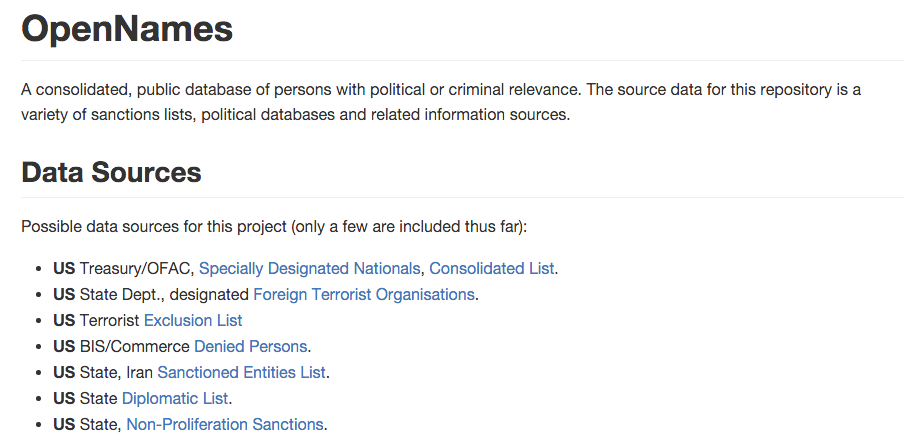 OpenNames
A consolidated, public database of persons with political or criminal relevance. The source data for this repository is a
variety of sanctions lists, political databases and related information sources.
Data Sources
Possible data sources for this project (only a few are included thus far):
• US Treasury/OFAC, Specially Designated Nationals, Consolidated List.
• US State Dept., designated Foreign Terrorist Organisations.
• US Terrorist Exclusion List
• US BIS/Commerce Denied Persons.
• US State, Iran Sanctioned Entities List.
• US State Diplomatic List.
• US State, Non-Proliferation Sanctions.